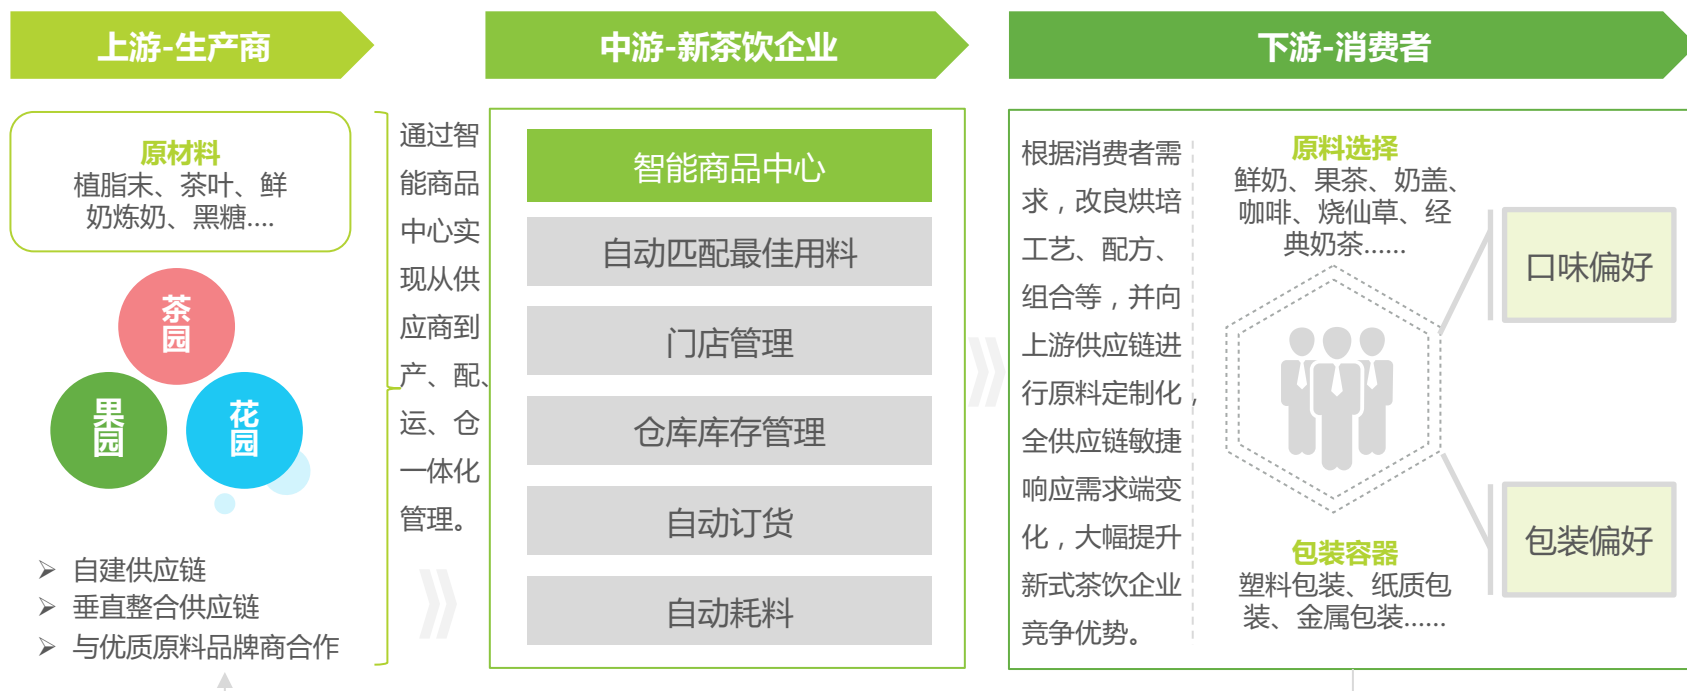 上游-生产商
中游-新茶饮企业
下游-消费者
原材料
植脂末、茶叶、鲜
奶炼奶、黑糖....
茶
园
果
园
花
园
➢ 自建供应链
➢ 垂直整合供应链
➢ 与优质原料品牌商合作
通过智
能商品
中心实
现从供
应商到
产、配、
运、仓
一体化
管理。
智能商品中心
自动匹配最佳用料
门店管理
仓库库存管理
自动订货
自动耗料
根据消费者需
求，改良烘培
工艺、配方、
组合等，并向
上游供应链进
行原料定制化，
全供应链敏捷
响应需求端变
化，大幅提升
新式茶饮企业
竞争优势。
原料选择
鲜奶、果茶、奶盖、
咖啡、烧仙草、经
典奶茶......
包装容器
塑料包装、纸质包
装、金属包装......
口味偏好
包装偏好